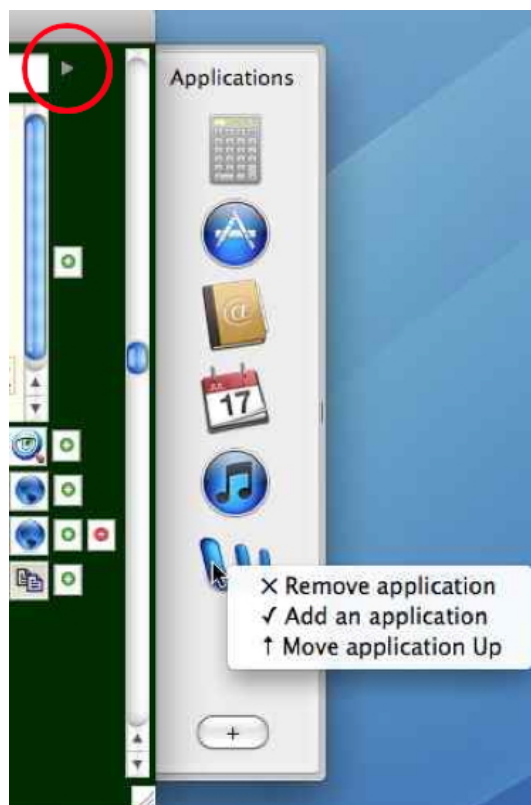 Applications
17
× Remove application
✓ Add an application
↑ Move application Up
+